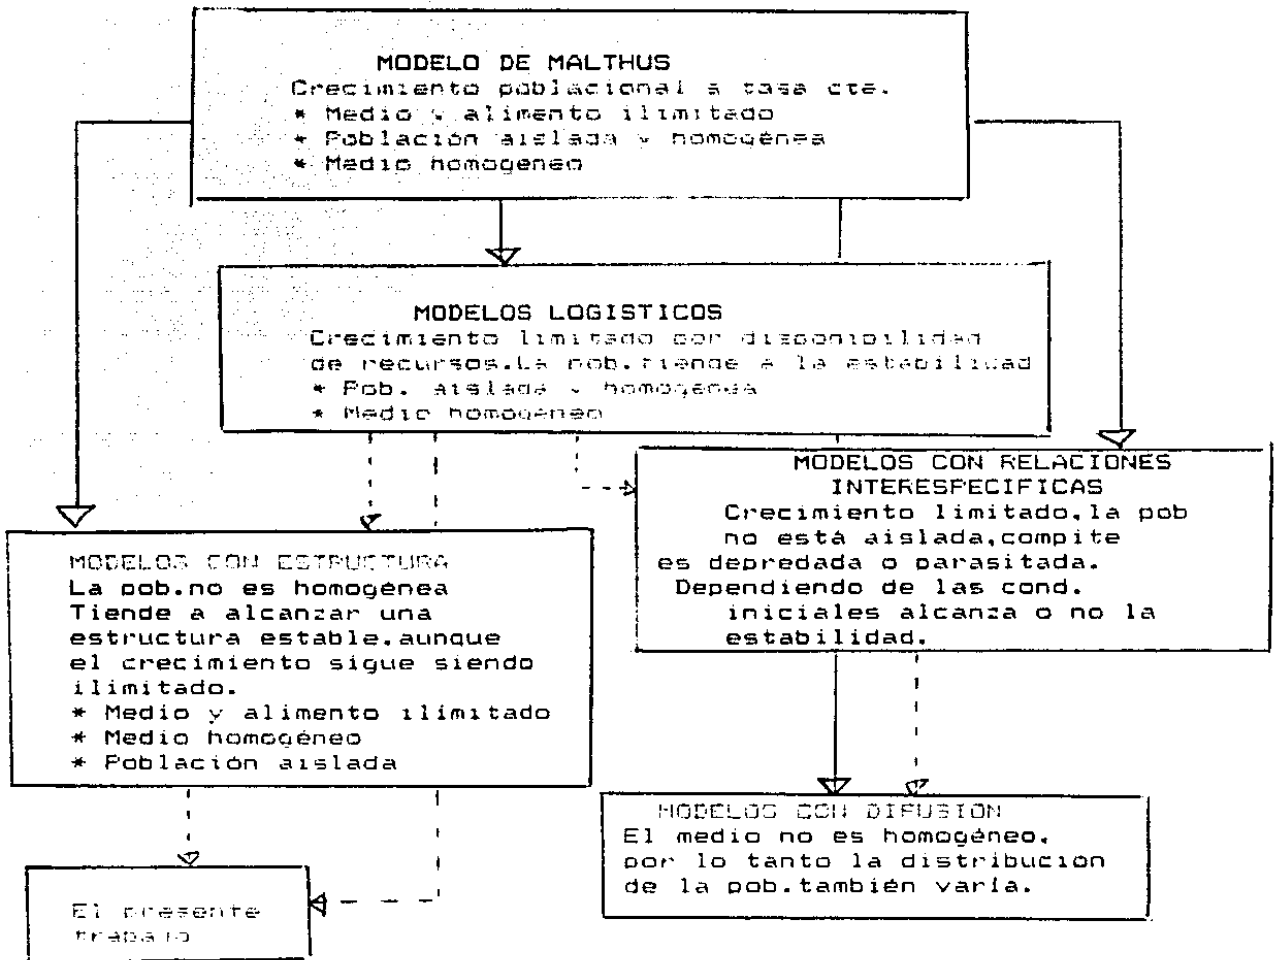 MODELO DE MALTHUS
Crecimiento poblacional a tasa cte.
* Medio y alimento ilimitado
* Población aislada y homogénea
* Medio homogeneo
MODELOS LOGISTICOS
Crecimiento limitado por disponibilidad
de recursos.La pob.tiende a la estabilidad
* Pob. aislada y homogénea
* Medio homogéneo
MODELOS CON RELACIONES
INTERESPECIFICAS
Crecimiento limitado,la pob
no está aislada,compite
es depredada o parasitada.
Dependiendo de las cond.
iniciales alcanza o no la
estabilidad.
MODELOS CON ESTRUCTURA
La pob.no es homogénea
Tiende a alcanzar una
estructura estable,aunque
el crecimiento sigue siendo
ilimitado.
* Medio y alimento ilimitado
* Medio homogéneo
* Población aislada
MODELOS CON DIFUSION
El medio no es homogéneo,
por lo tanto la distribución
de la pob.también varía.
El presente
trabajo